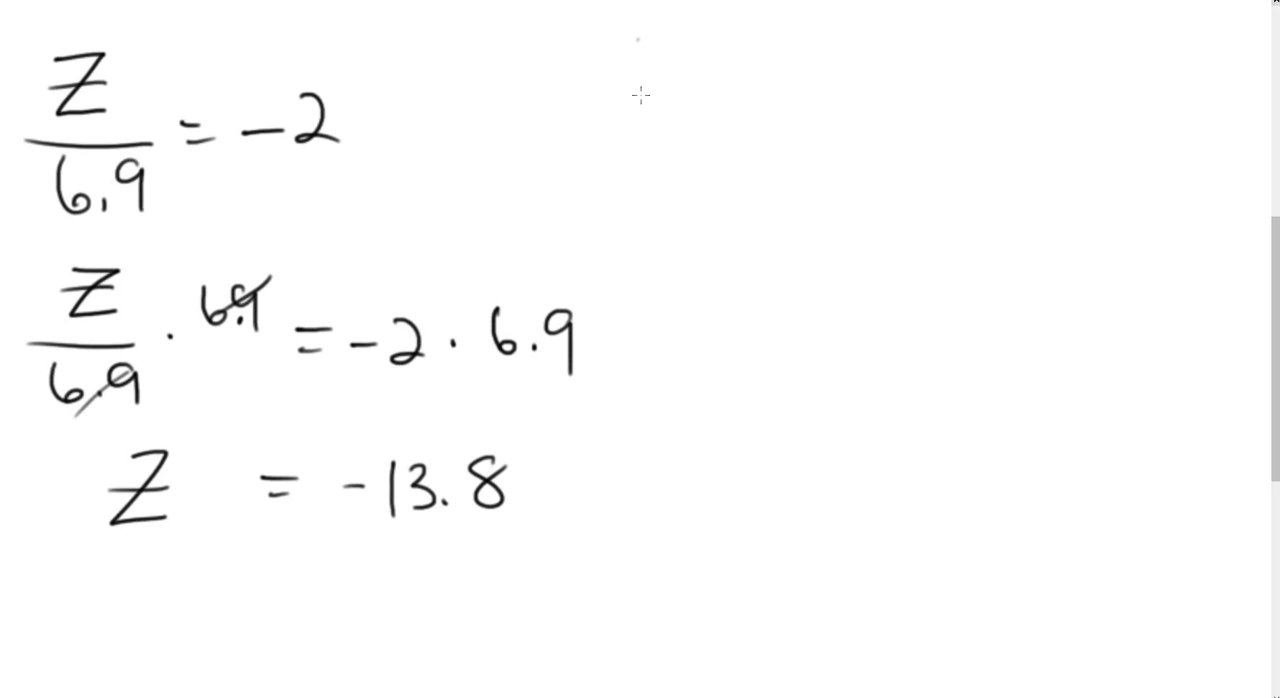 Z/6.9 = -2
Z/6.9 · 6.9 = -2 · 6.9
Z = -13.8